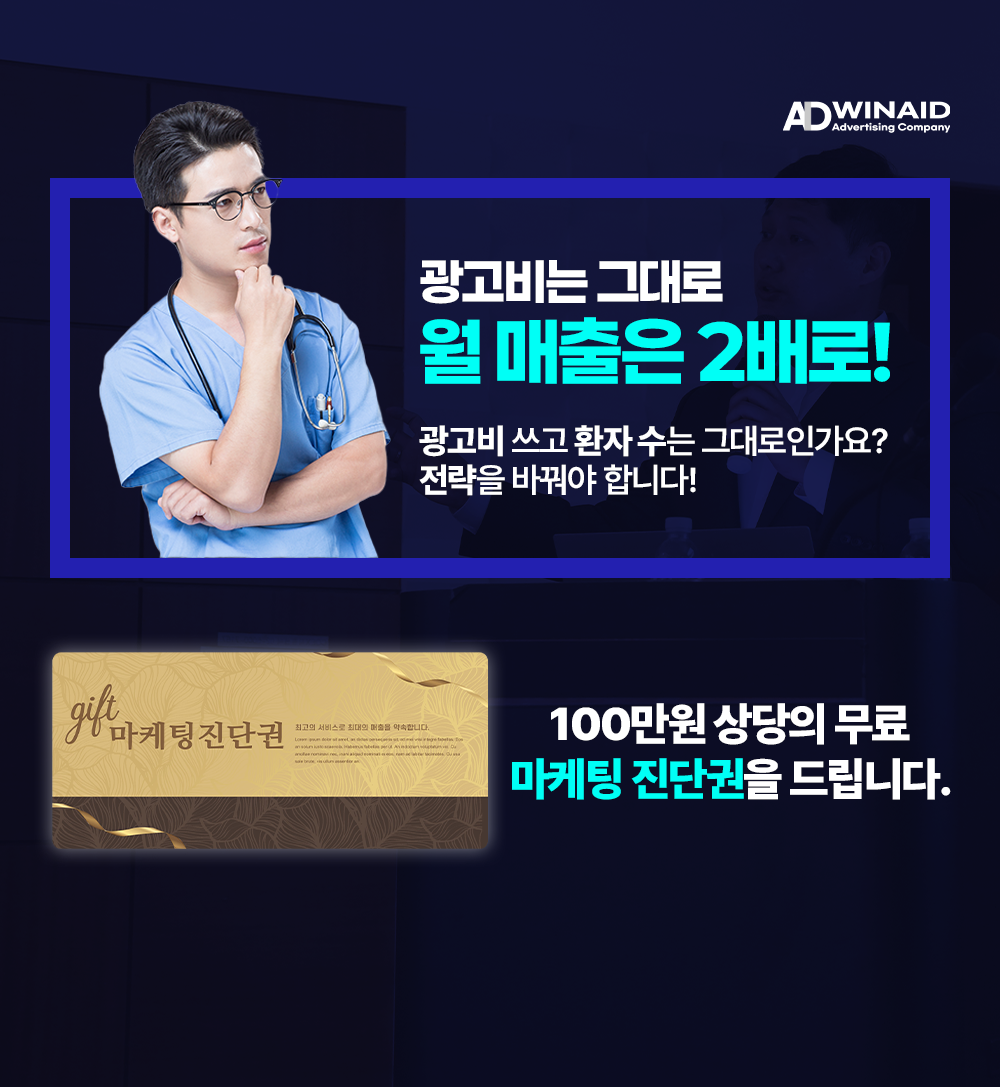 ADWINAID
Advertising Company
광고비는 그대로
월 매출은 2배로!
광고비 쓰고 환자 수는 그대로인가요?
전략을 바꿔야 합니다!
gift
마케팅진단권
최고의 서비스로 최대의 매출을 약속합니다.
100만원 상당의 무료
마케팅 진단권을 드립니다.